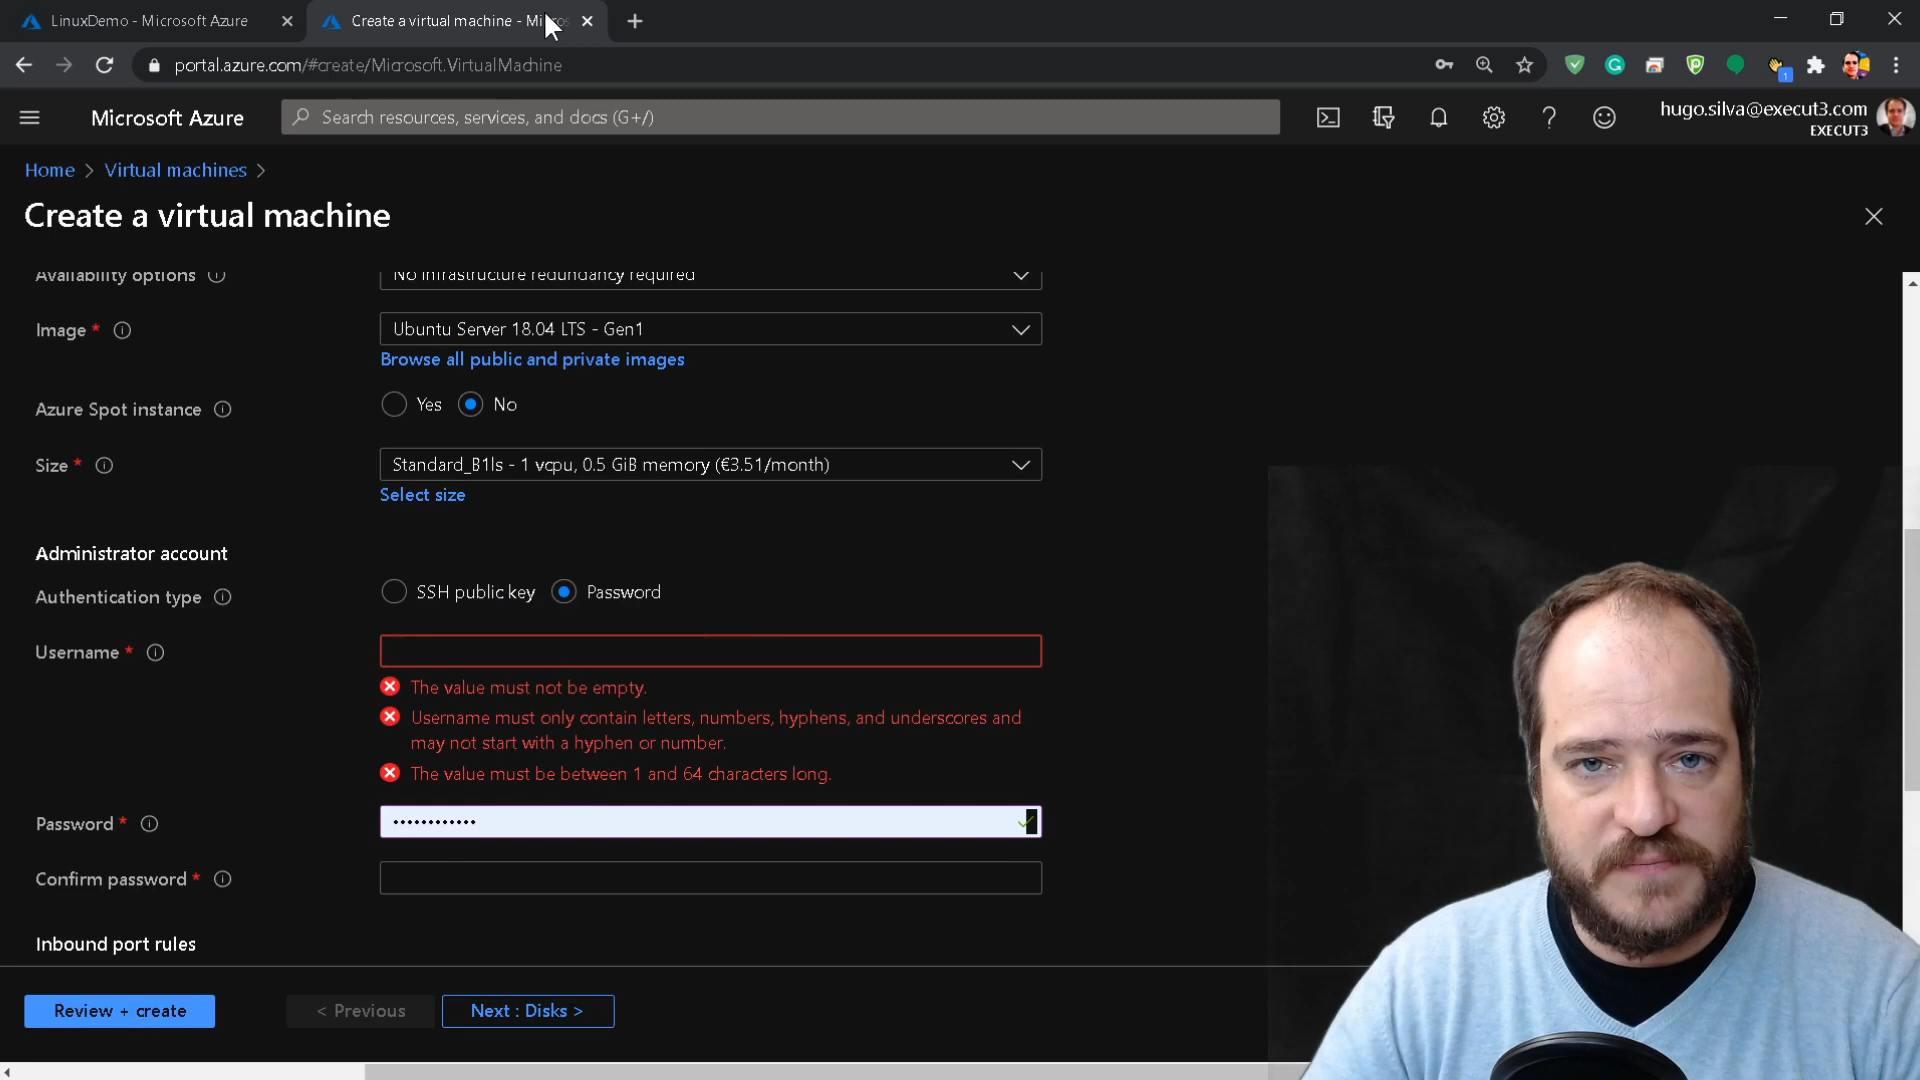 LinuxDemo - Microsoft Azure
Create a virtual machine - Micros
portal.azure.com/#create/Microsoft.VirtualMachine
1
Microsoft Azure
Search resources, services, and docs (G+/)
hugo.silva@execut3.com
EXECUT3
Home > Virtual machines >
Create a virtual machine
Availability options
No infrastructure redundancy required
Image *
Ubuntu Server 18.04 LTS - Gen1
Browse all public and private images
Azure Spot instance
Yes No
Size *
Standard_B1ls - 1 vcpu, 0.5 GiB memory (€3.51/month)
Select size
Administrator account
Authentication type
SSH public key Password
Username *
The value must not be empty.
Username must only contain letters, numbers, hyphens, and underscores and
may not start with a hyphen or number.
The value must be between 1 and 64 characters long.
Password *
••••••••••••
Confirm password *
Inbound port rules
Review + create
< Previous
Next : Disks >